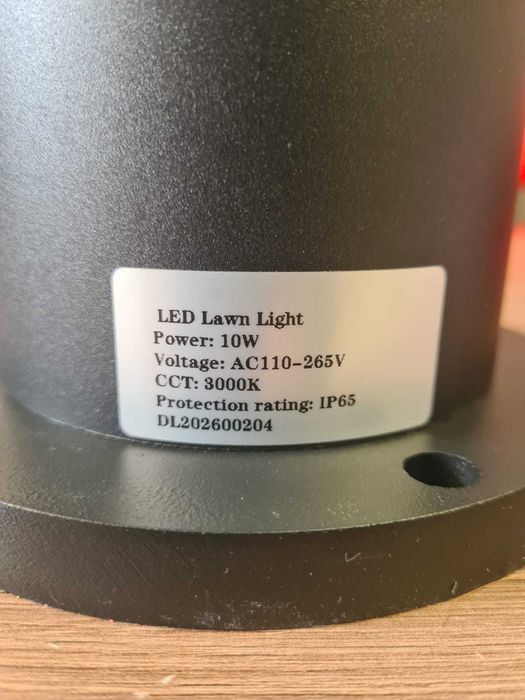 LED Lawn Light
Power: 10W
Voltage: AC110-265V
CCT: 3000K
Protection rating: IP65
DL202600204